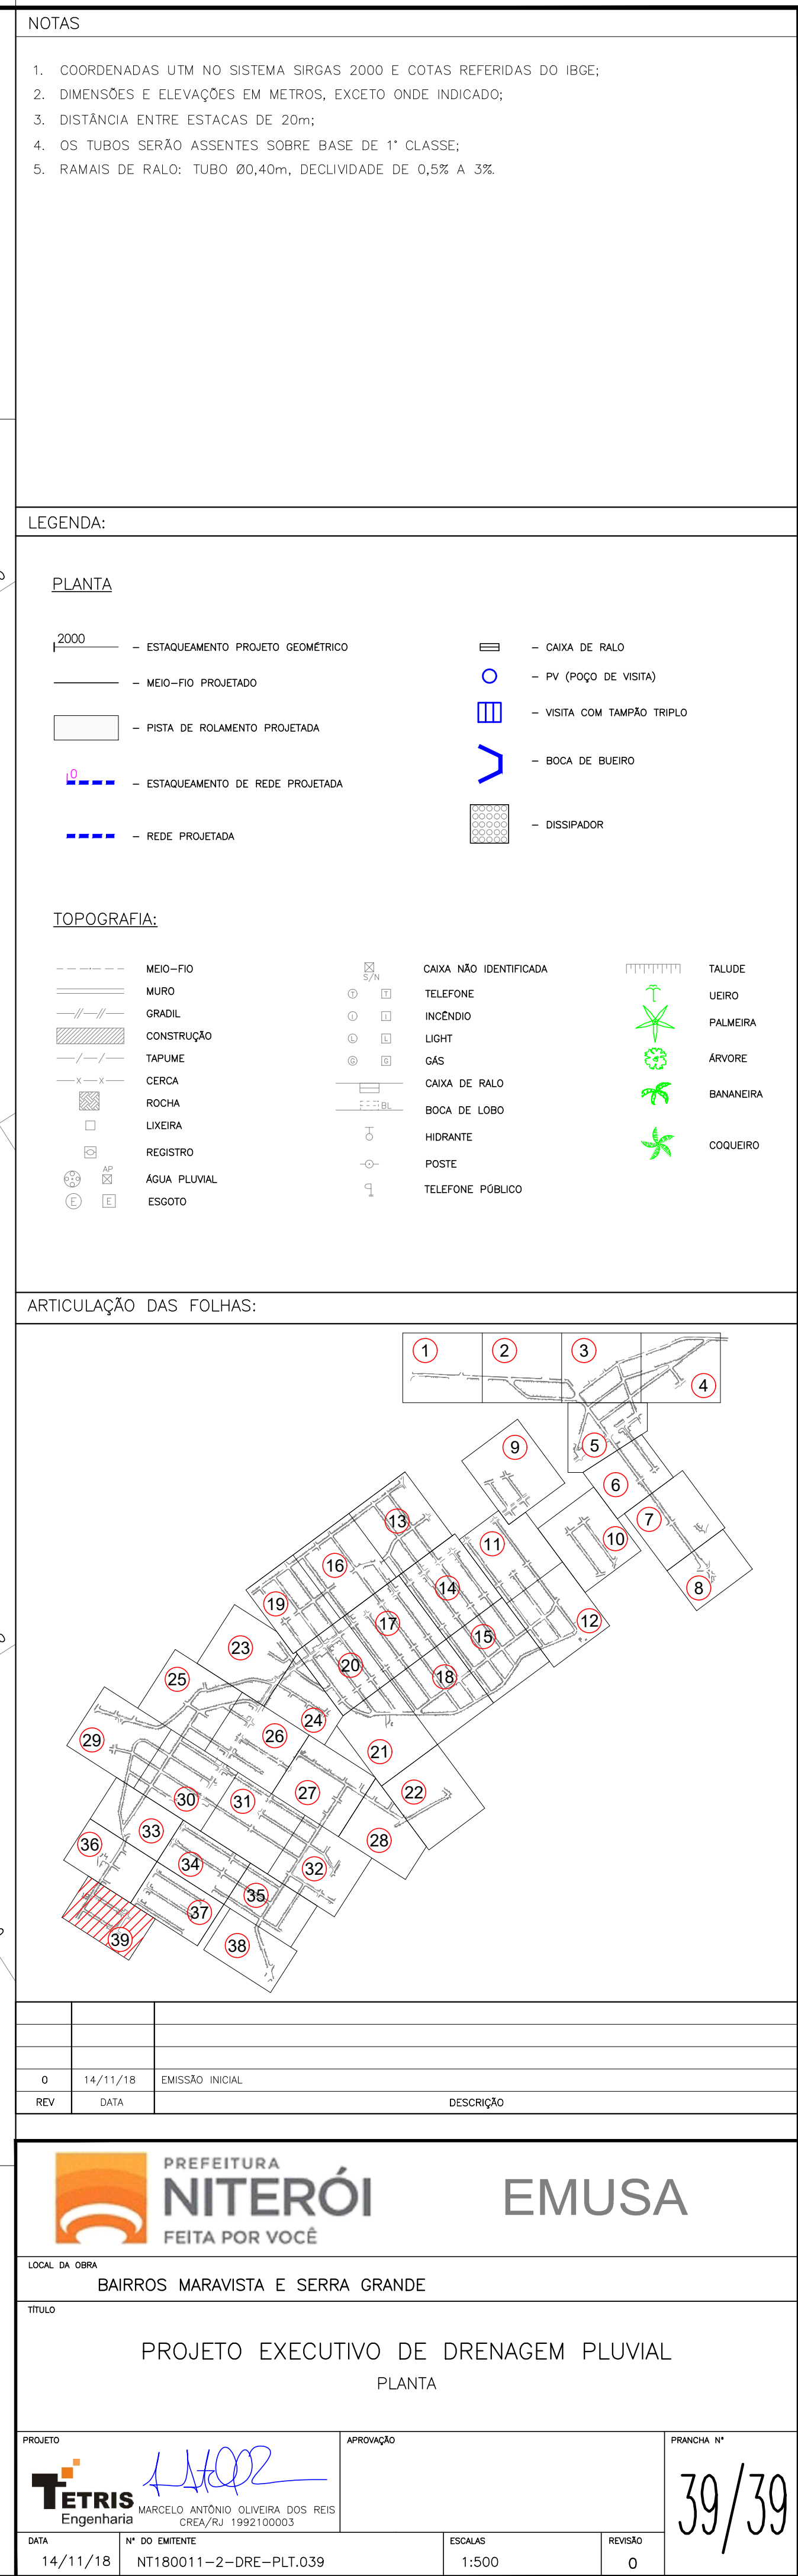 NOTAS
1. COORDENADAS UTM NO SISTEMA SIRGAS 2000 E COTAS REFERIDAS DO IBGE;
2. DIMENSÕES E ELEVAÇÕES EM METROS, EXCETO ONDE INDICADO;
3. DISTÂNCIA ENTRE ESTACAS DE 20m;
4. OS TUBOS SERÃO ASSENTES SOBRE BASE DE 1° CLASSE;
5. RAMAIS DE RALO: TUBO Ø0,40m, DECLIVIDADE DE 0,5% A 3%.
LEGENDA:
PLANTA
2000 – ESTAQUEAMENTO PROJETO GEOMÉTRICO
– MEIO–FIO PROJETADO
– PISTA DE ROLAMENTO PROJETADA
0 – ESTAQUEAMENTO DE REDE PROJETADA
– REDE PROJETADA
– CAIXA DE RALO
– PV (POÇO DE VISITA)
– VISITA COM TAMPÃO TRIPLO
– BOCA DE BUEIRO
– DISSIPADOR
TOPOGRAFIA:
MEIO–FIO
MURO
GRADIL
CONSTRUÇÃO
TAPUME
X X CERCA
ROCHA
LIXEIRA
REGISTRO
AP ÁGUA PLUVIAL
E E ESGOTO
S/N CAIXA NÃO IDENTIFICADA
T T TELEFONE
I I INCÊNDIO
L L LIGHT
G G GÁS
CAIXA DE RALO
BL BOCA DE LOBO
HIDRANTE
POSTE
TELEFONE PÚBLICO
TALUDE
UEIRO
PALMEIRA
ÁRVORE
BANANEIRA
COQUEIRO
ARTICULAÇÃO DAS FOLHAS:
1
2
3
4
5
6
7
8
9
10
11
12
13
14
15
16
17
18
19
20
21
22
23
24
25
26
27
28
29
30
31
32
33
34
35
36
37
38
39
0 14/11/18 EMISSÃO INICIAL
REV DATA DESCRIÇÃO
PREFEITURA
NITERÓI
FEITA POR VOCÊ
EMUSA
LOCAL DA OBRA
BAIRROS MARAVISTA E SERRA GRANDE
TÍTULO
PROJETO EXECUTIVO DE DRENAGEM PLUVIAL
PLANTA
PROJETO
TETRIS
Engenharia
MARCELO ANTÔNIO OLIVEIRA DOS REIS
CREA/RJ 1992100003
APROVAÇÃO
PRANCHA N°
39/39
DATA
14/11/18
N° DO EMITENTE
NT180011–2–DRE–PLT.039
ESCALAS
1:500
REVISÃO
0